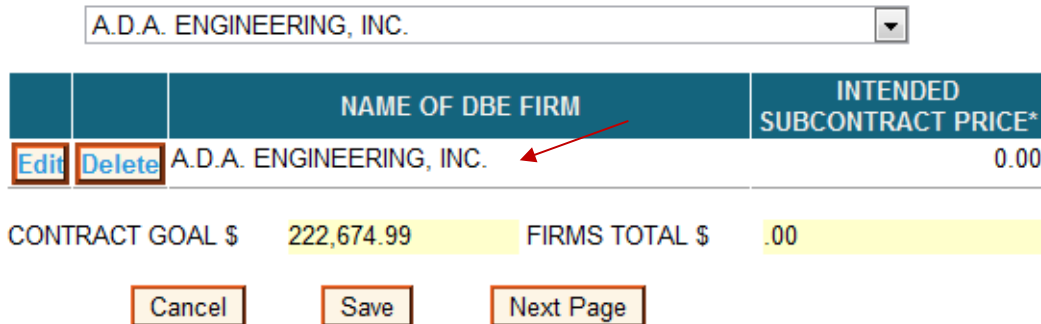 A.D.A. ENGINEERING, INC.
NAME OF DBE FIRM INTENDED SUBCONTRACT PRICE*
Edit Delete A.D.A. ENGINEERING, INC. 0.00
CONTRACT GOAL $ 222,674.99 FIRMS TOTAL $ .00
Cancel Save Next Page